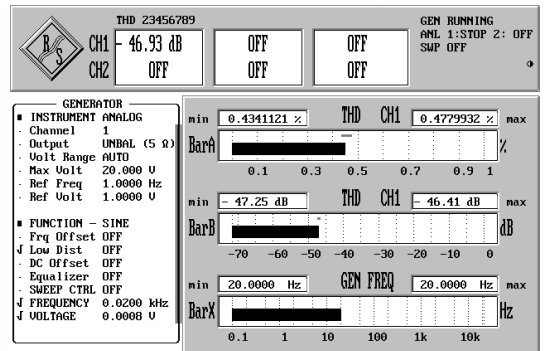 THD 23456789
GEN RUNNING
R&S
CH1 - 46.93 dB OFF OFF
ANL 1:STOP 2: OFF
SWP OFF
CH2 OFF OFF OFF
GENERATOR
INSTRUMENT ANALOG
Channel 1
Output UNBAL (5 Ω)
Volt Range AUTO
Max Volt 20.000 V
Ref Freq 1.0000 Hz
Ref Volt 1.0000 V
FUNCTION - SINE
Frq Offset OFF
Low Dist OFF
DC Offset OFF
Equalizer OFF
SWEEP CTRL OFF
FREQUENCY 0.0200 kHz
VOLTAGE 0.0008 V
min 0.4341121 % THD CH1 0.4779932 % max
BarA %
0.1 0.3 0.5 0.7 0.9 1
min - 47.25 dB THD CH1 - 46.41 dB max
BarB dB
-70 -60 -50 -40 -30 -20 -10 0
min 20.0000 Hz GEN FREQ 20.0000 Hz max
BarX Hz
0.1 1 10 100 1k 10k